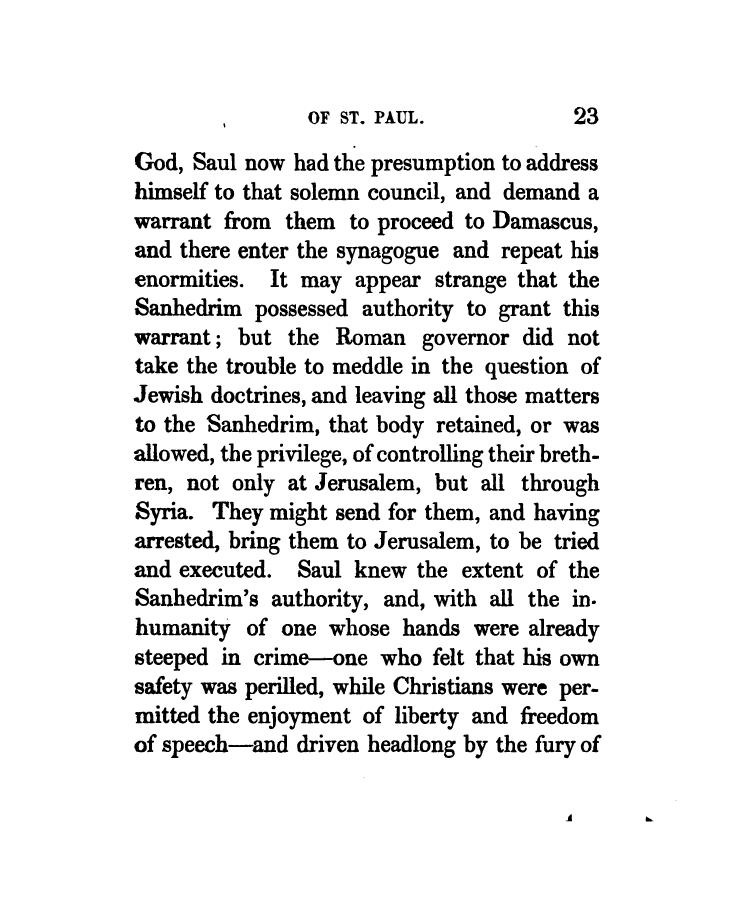 OF ST. PAUL. 23
God, Saul now had the presumption to address
himself to that solemn council, and demand a
warrant from them to proceed to Damascus,
and there enter the synagogue and repeat his
enormities. It may appear strange that the
Sanhedrim possessed authority to grant this
warrant; but the Roman governor did not
take the trouble to meddle in the question of
Jewish doctrines, and leaving all those matters
to the Sanhedrim, that body retained, or was
allowed, the privilege, of controlling their breth-
ren, not only at Jerusalem, but all through
Syria. They might send for them, and having
arrested, bring them to Jerusalem, to be tried
and executed. Saul knew the extent of the
Sanhedrim's authority, and, with all the in-
humanity of one whose hands were already
steeped in crime—one who felt that his own
safety was perilled, while Christians were per-
mitted the enjoyment of liberty and freedom
of speech—and driven headlong by the fury of